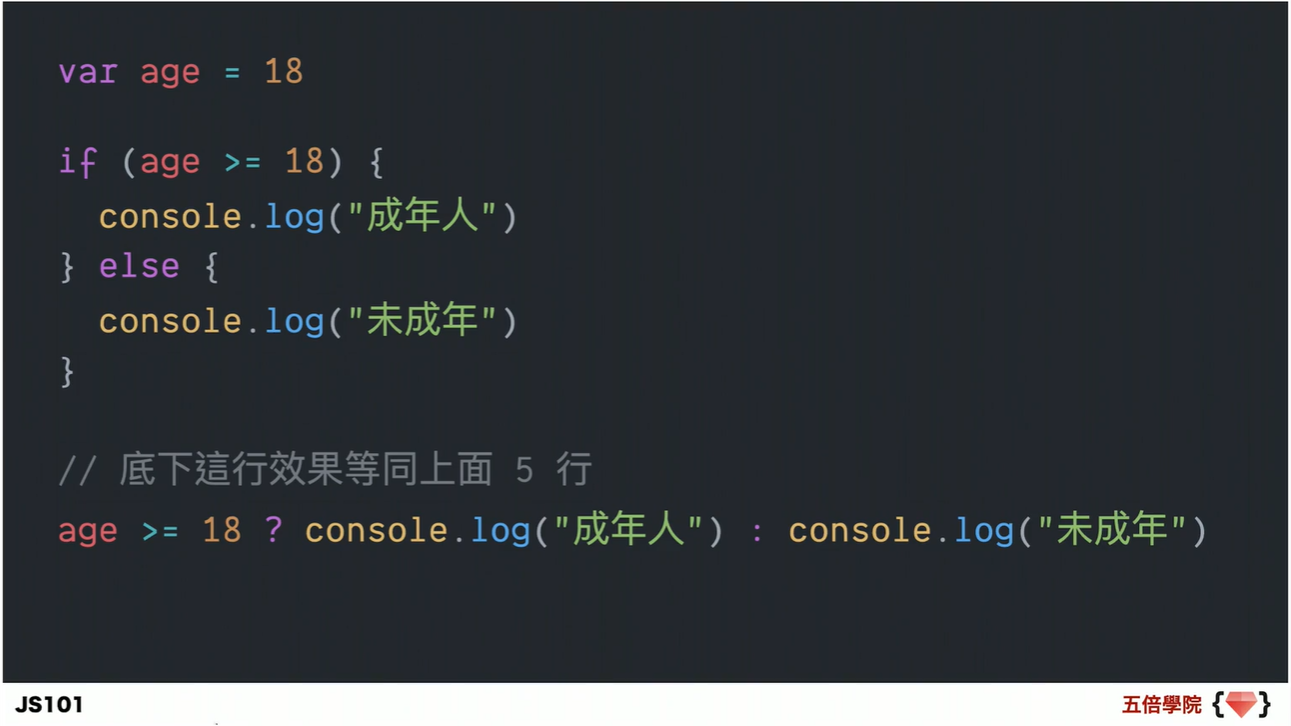 var age = 18
if (age >= 18) {
  console.log("成年人")
} else {
  console.log("未成年")
}
// 底下這行效果等同上面 5 行
age >= 18 ? console.log("成年人") : console.log("未成年")
JS101
五倍學院 { }